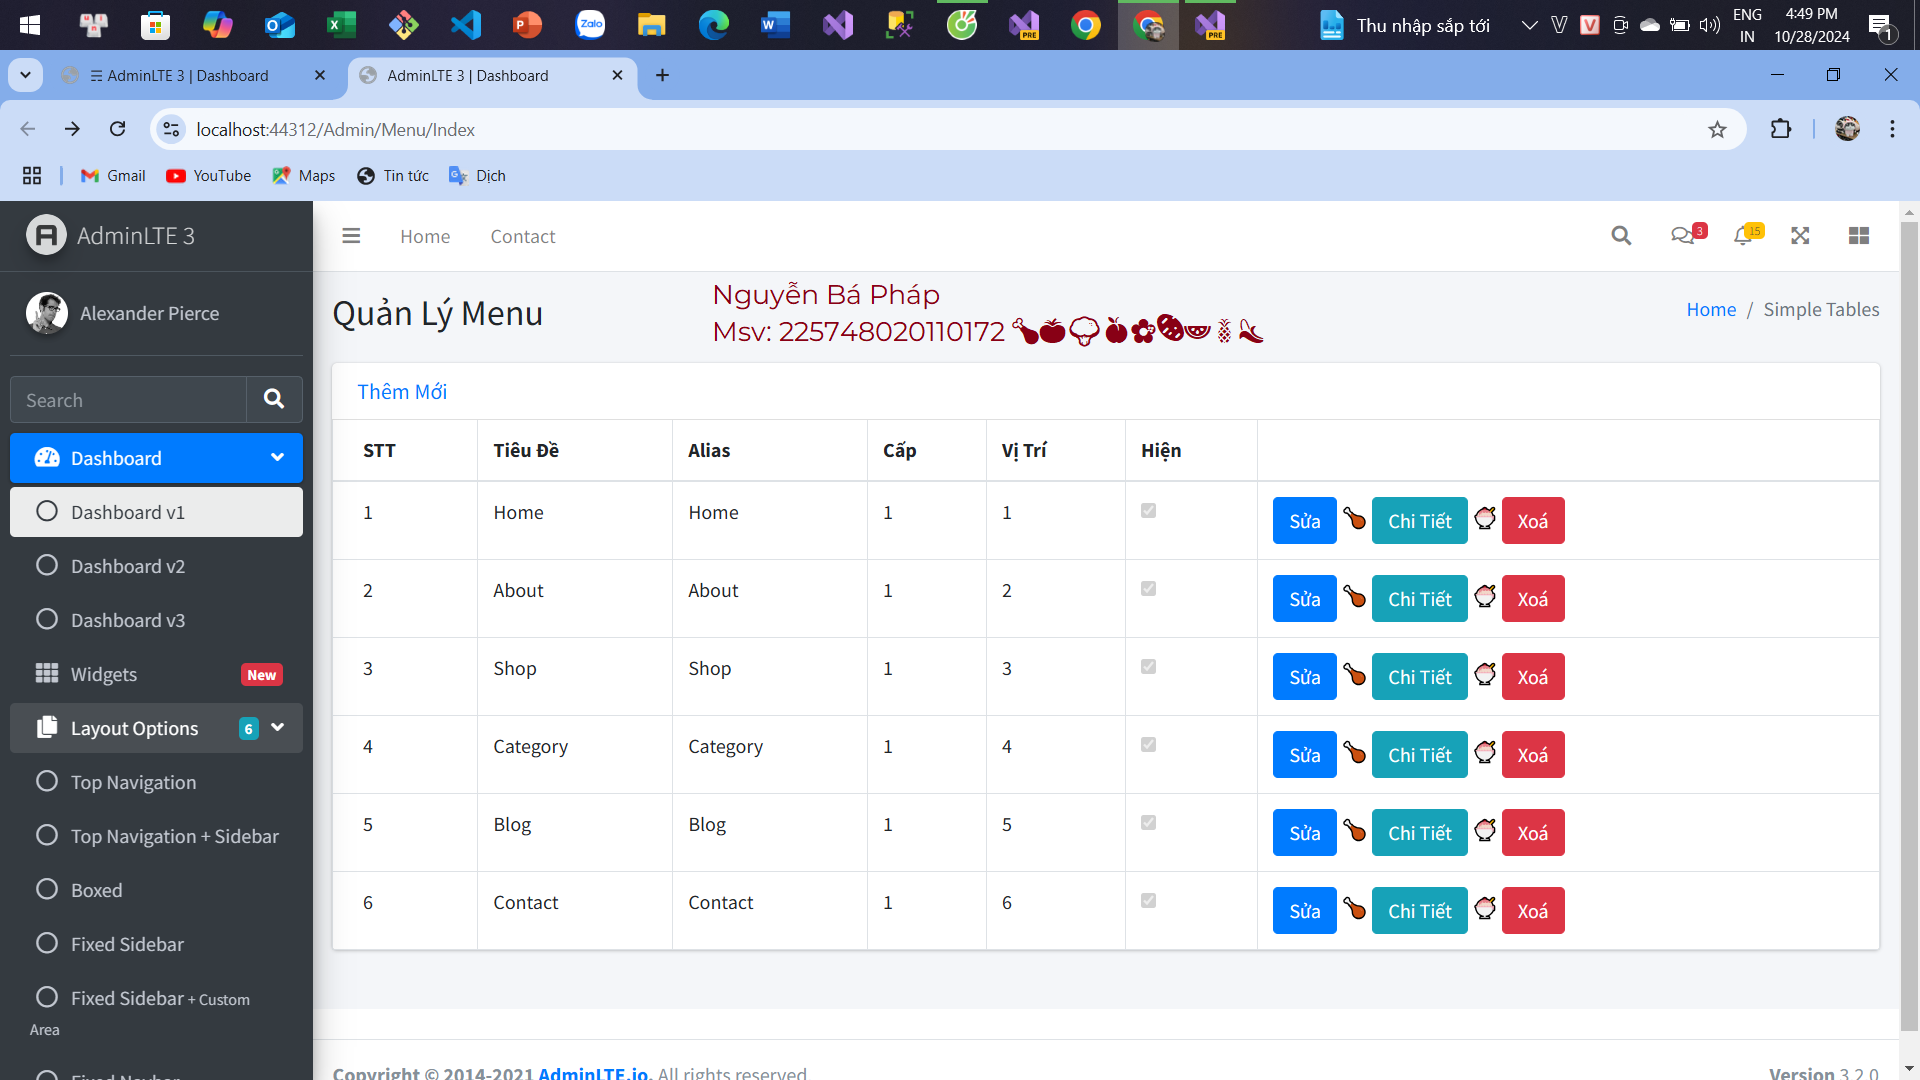 Zalo
PRE
PRE
Thu nhập sắp tới
ENG
IN
4:49 PM
10/28/2024
1
☰ AdminLTE 3 | Dashboard
AdminLTE 3 | Dashboard
localhost:44312/Admin/Menu/Index
Gmail
YouTube
Maps
Tin tức
Dịch
AdminLTE 3
Home
Contact
3
15
Alexander Pierce
Quản Lý Menu
Nguyễn Bá Pháp
Msv: 225748020110172
Home / Simple Tables
Search
Dashboard
Dashboard v1
Dashboard v2
Dashboard v3
Widgets New
Layout Options 6
Top Navigation
Top Navigation + Sidebar
Boxed
Fixed Sidebar
Fixed Sidebar + Custom
Area
Fixed Navbar
Thêm Mới
STT Tiêu Đề Alias Cấp Vị Trí Hiện
1 Home Home 1 1 Sửa Chi Tiết Xoá
2 About About 1 2 Sửa Chi Tiết Xoá
3 Shop Shop 1 3 Sửa Chi Tiết Xoá
4 Category Category 1 4 Sửa Chi Tiết Xoá
5 Blog Blog 1 5 Sửa Chi Tiết Xoá
6 Contact Contact 1 6 Sửa Chi Tiết Xoá
Copyright © 2014-2021 AdminLTE.io. All rights reserved.
Version 3.2.0